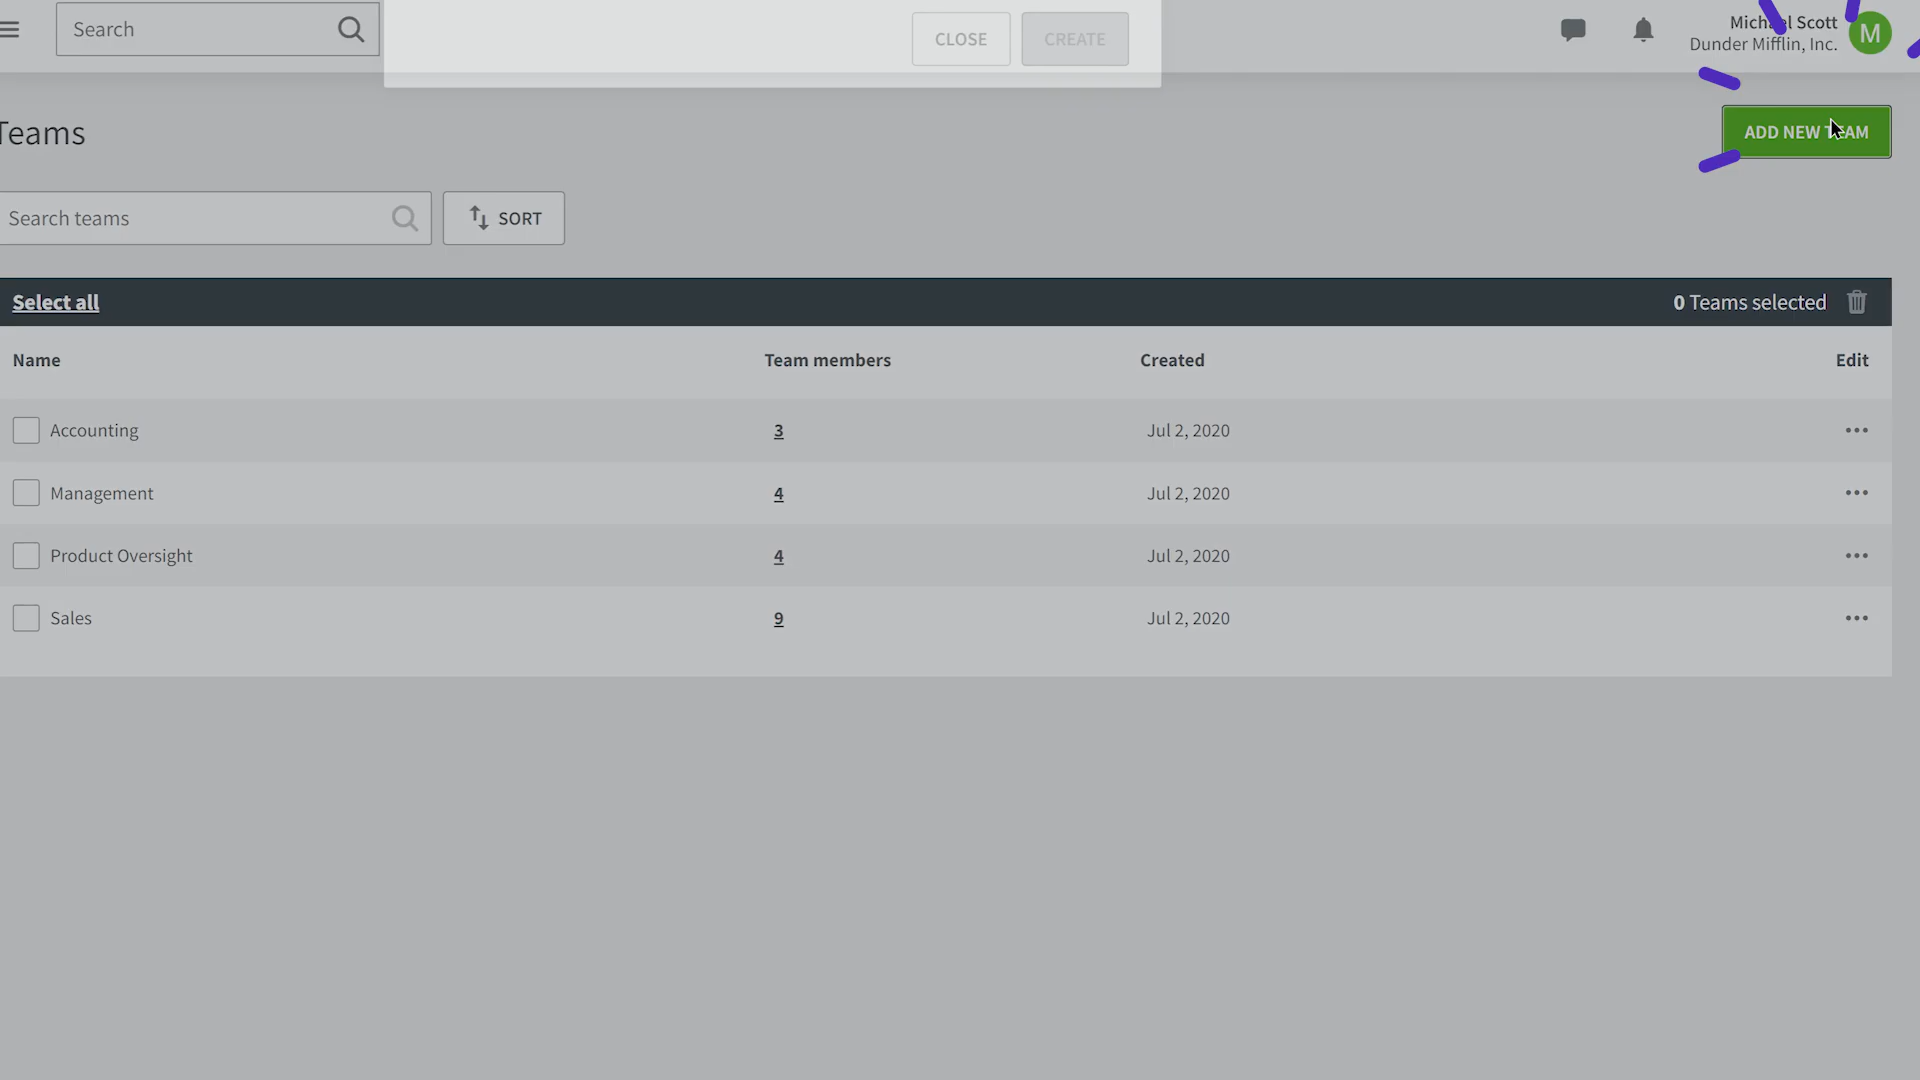 Search
CLOSE
CREATE
Michael Scott
Dunder Mifflin, Inc.
M
Teams
ADD NEW TEAM
Search teams
SORT
Select all
0 Teams selected
Name Team members Created Edit
Accounting 3 Jul 2, 2020
Management 4 Jul 2, 2020
Product Oversight 4 Jul 2, 2020
Sales 9 Jul 2, 2020